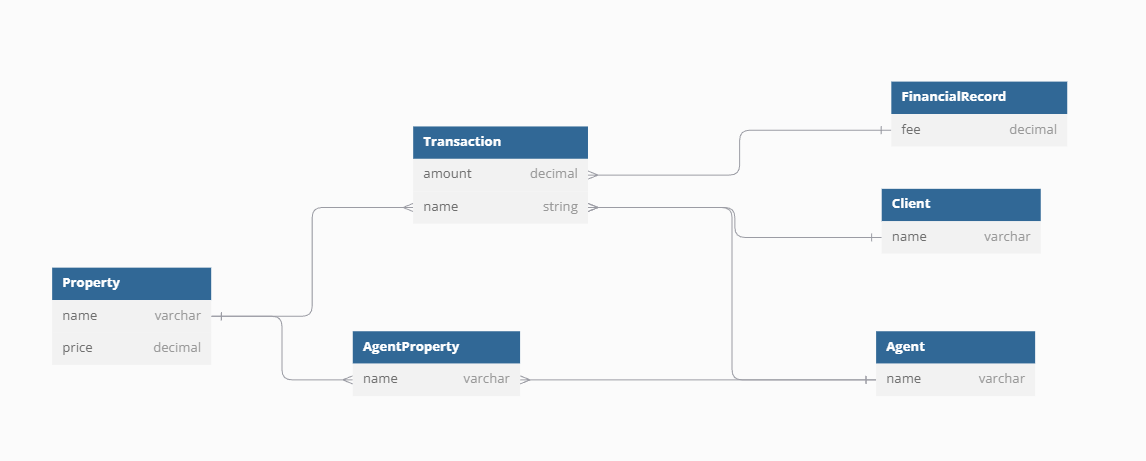 FinancialRecord
fee decimal
Transaction
amount decimal
name string
Client
name varchar
Property
name varchar
price decimal
AgentProperty
name varchar
Agent
name varchar